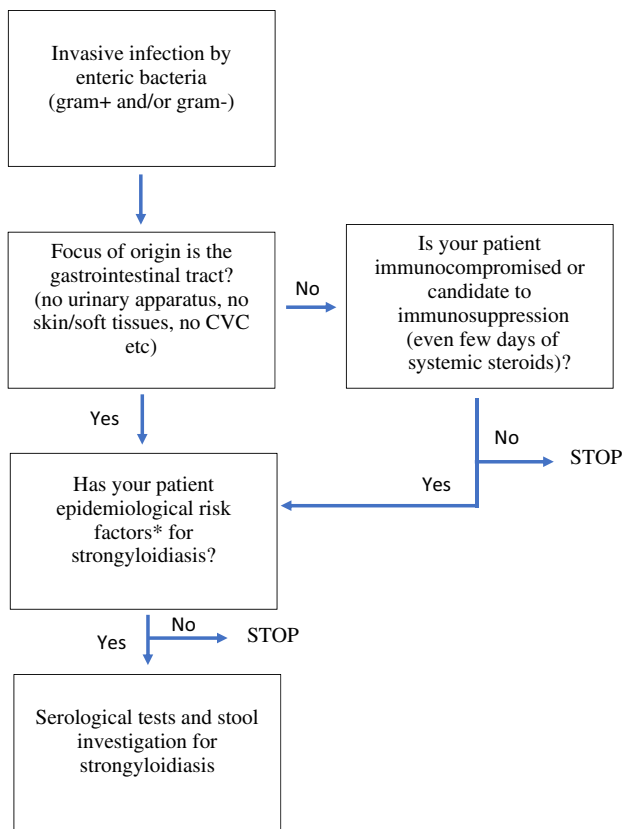 Invasive infection by
enteric bacteria
(gram+ and/or gram-)
Focus of origin is the
gastrointestinal tract?
(no urinary apparatus, no
skin/soft tissues, no CVC
etc)
No
Is your patient
immunocompromised or
candidate to
immunosuppression
(even few days of
systemic steroids)?
Yes
No
STOP
Yes
Has your patient
epidemiological risk
factors* for
strongyloidiasis?
No
STOP
Yes
Serological tests and stool
investigation for
strongyloidiasis